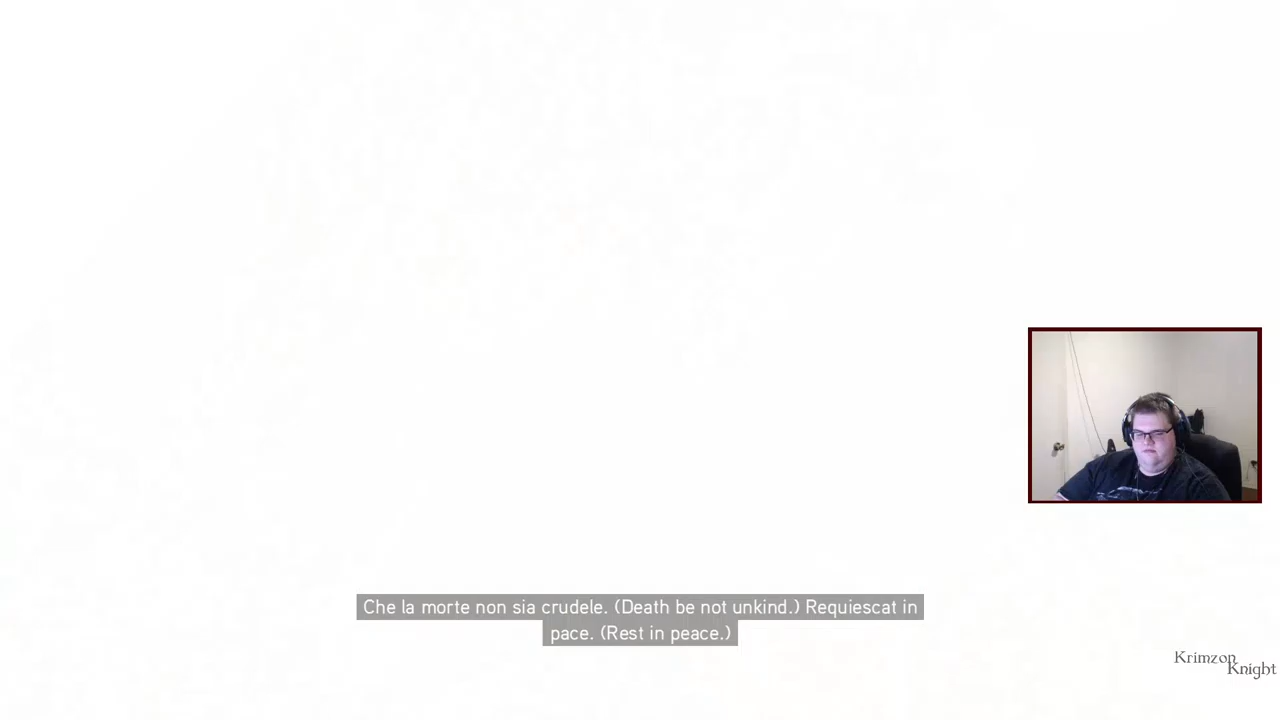 Che la morte non sia crudele. (Death be not unkind.) Requiescat in
pace. (Rest in peace.)
Krimzon
Knight